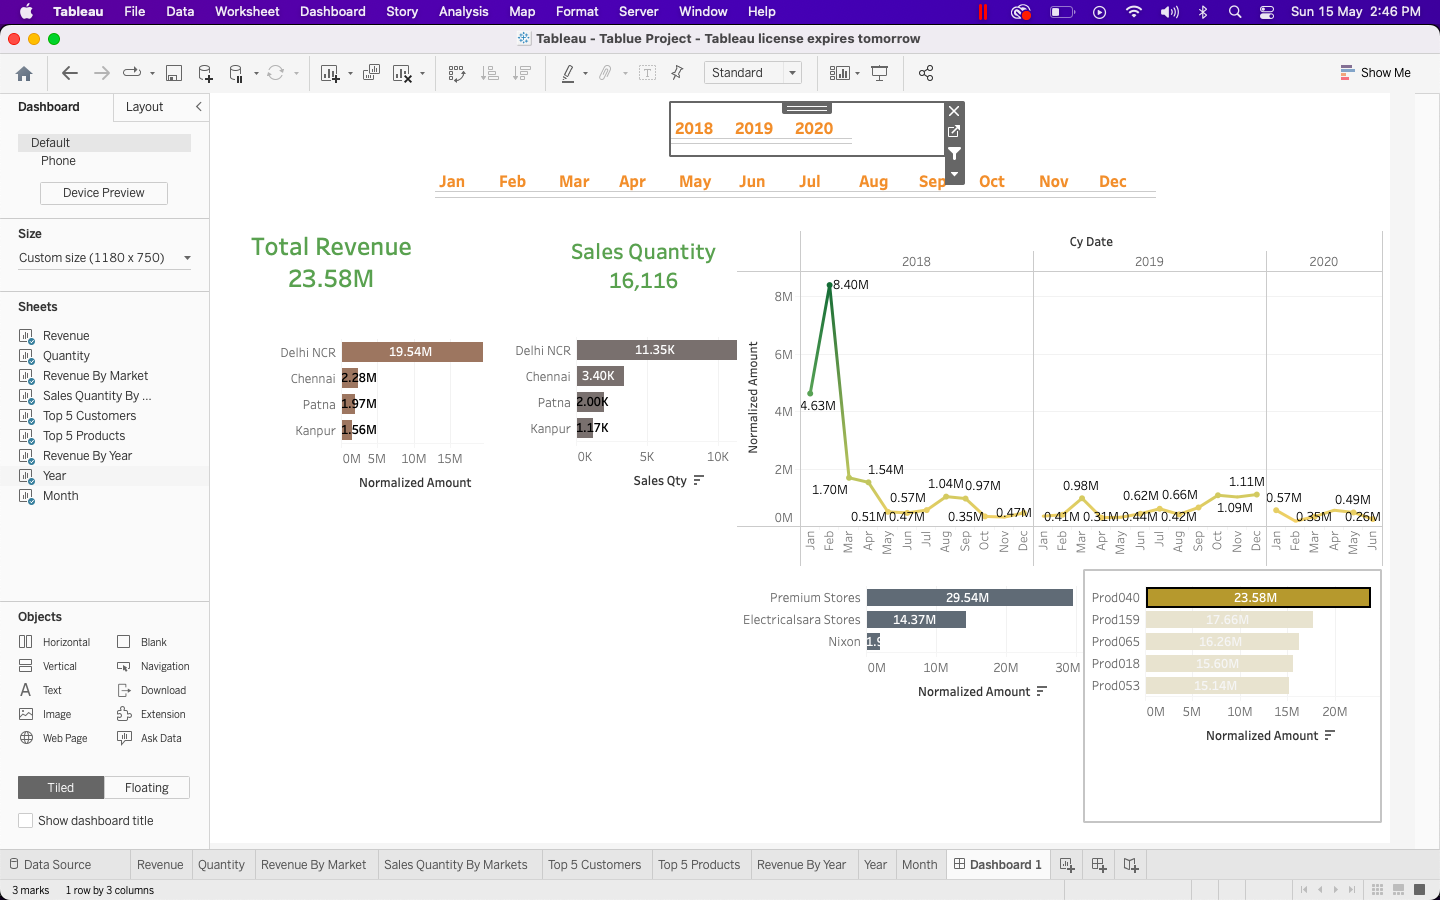 Tableau File Data Worksheet Dashboard Story Analysis Map Format Server Window Help Sun 15 May 2:46 PM
Tableau - Tablue Project - Tableau license expires tomorrow
Standard
Show Me
Dashboard Layout
Default
Phone
Device Preview
Size
Custom size (1180 x 750)
Sheets
Revenue
Quantity
Revenue By Market
Sales Quantity By ...
Top 5 Customers
Top 5 Products
Revenue By Year
Year
Month
Objects
Horizontal Blank
Vertical Navigation
Text Download
Image Extension
Web Page Ask Data
Tiled Floating
Show dashboard title
2018 2019 2020
Jan Feb Mar Apr May Jun Jul Aug Sep Oct Nov Dec
Total Revenue
23.58M
Sales Quantity
16,116
Delhi NCR 19.54M
Chennai 2.28M
Patna 1.97M
Kanpur 1.56M
0M 5M 10M 15M
Normalized Amount
Delhi NCR 11.35K
Chennai 3.40K
Patna 2.00K
Kanpur 1.17K
0K 5K 10K
Sales Qty
Cy Date
2018 2019 2020
Normalized Amount
8M
6M
4M
2M
0M
8.40M
4.63M
1.70M
1.54M
0.51M
0.57M
0.47M
1.04M
0.97M
0.35M
0.47M
0.41M
0.98M
0.31M
0.44M
0.62M
0.42M
0.66M
1.09M
1.11M
0.57M
0.35M
0.49M
0.26M
Jan Feb Mar Apr May Jun Jul Aug Sep Oct Nov Dec Jan Feb Mar Apr May Jun Jul Aug Sep Oct Nov Dec Jan Feb Mar Apr May Jun
Premium Stores 29.54M
Electricalsara Stores 14.37M
Nixon
0M 10M 20M 30M
Normalized Amount
Prod040 23.58M
Prod159 17.66M
Prod065 16.26M
Prod018 15.60M
Prod053 15.14M
0M 5M 10M 15M 20M
Normalized Amount
Data Source Revenue Quantity Revenue By Market Sales Quantity By Markets Top 5 Customers Top 5 Products Revenue By Year Year Month Dashboard 1
3 marks 1 row by 3 columns